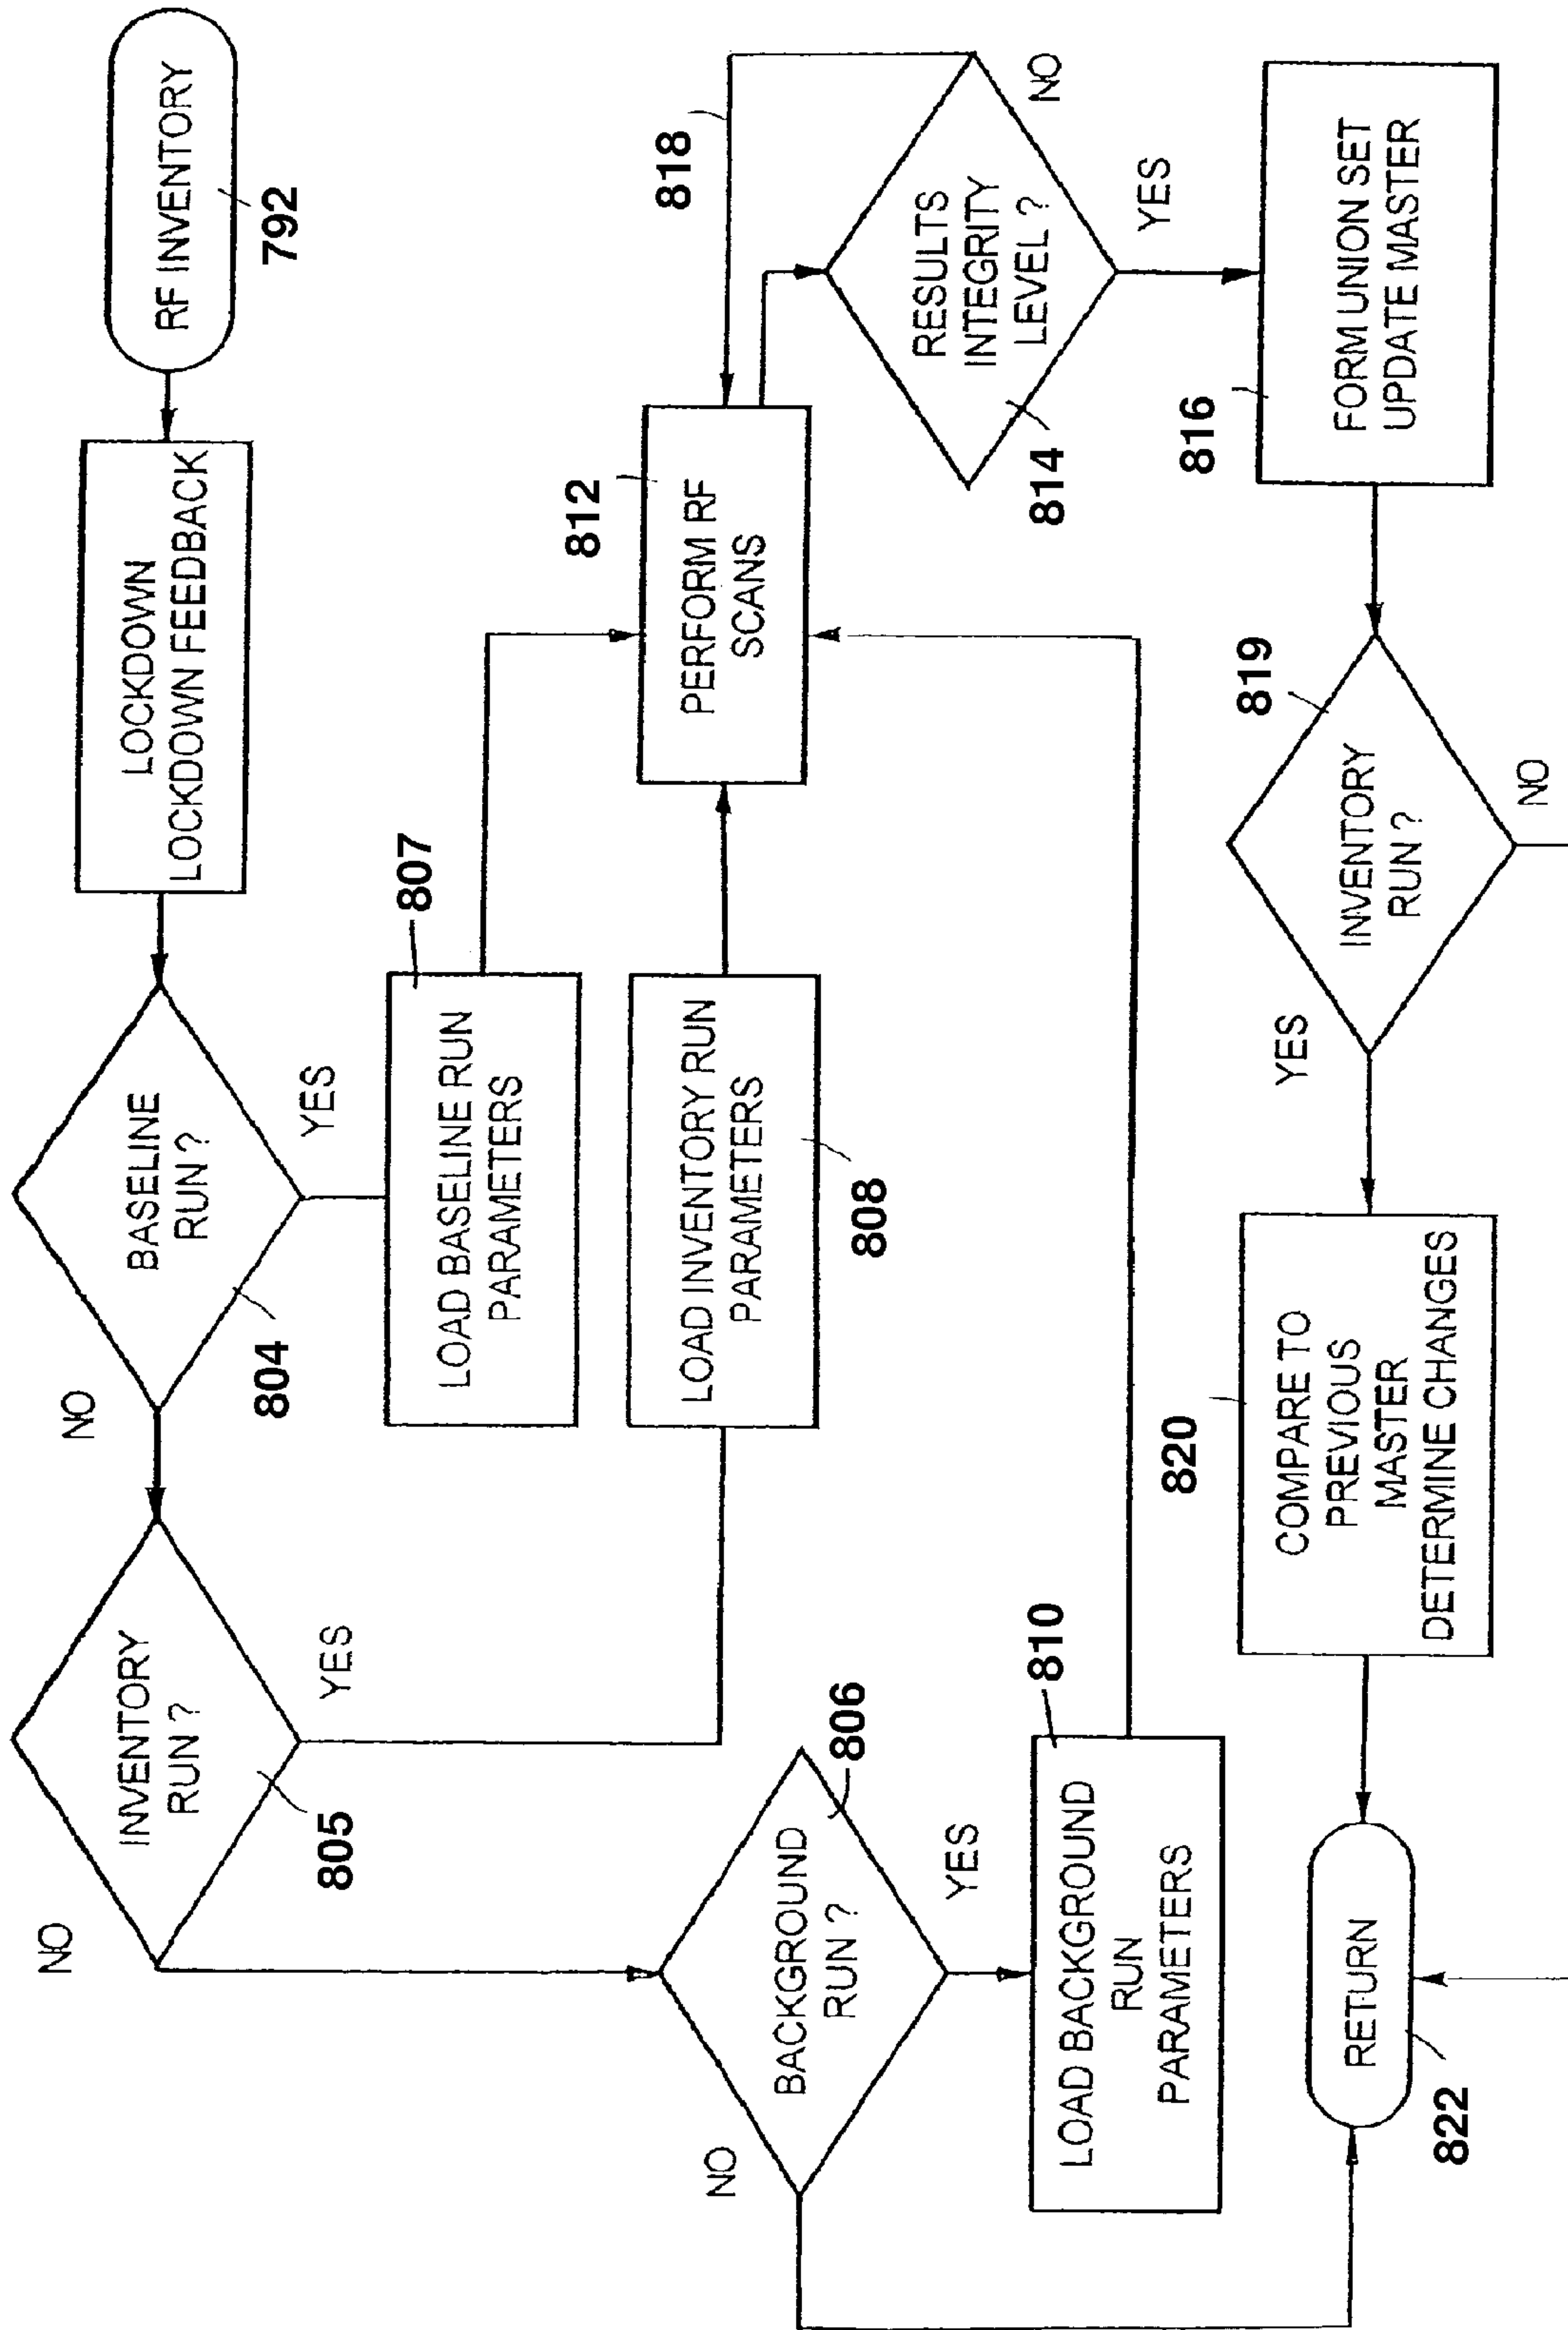 RF INVENTORY
792
LOCKDOWN
LOCKDOWN FEEDBACK
BASELINE
RUN ?
804
NO
YES
INVENTORY
RUN ?
805
NO
YES
807
LOAD BASELINE RUN
PARAMETERS
LOAD INVENTORY RUN
PARAMETERS
808
BACKGROUND
RUN ?
806
NO
YES
810
LOAD BACKGROUND
RUN
PARAMETERS
812
PERFORM RF
SCANS
818
RESULTS
INTEGRITY
LEVEL ?
814
NO
YES
816
FORM UNION SET
UPDATE MASTER
819
INVENTORY
RUN ?
YES
NO
820
COMPARE TO
PREVIOUS
MASTER
DETERMINE CHANGES
RETURN
822